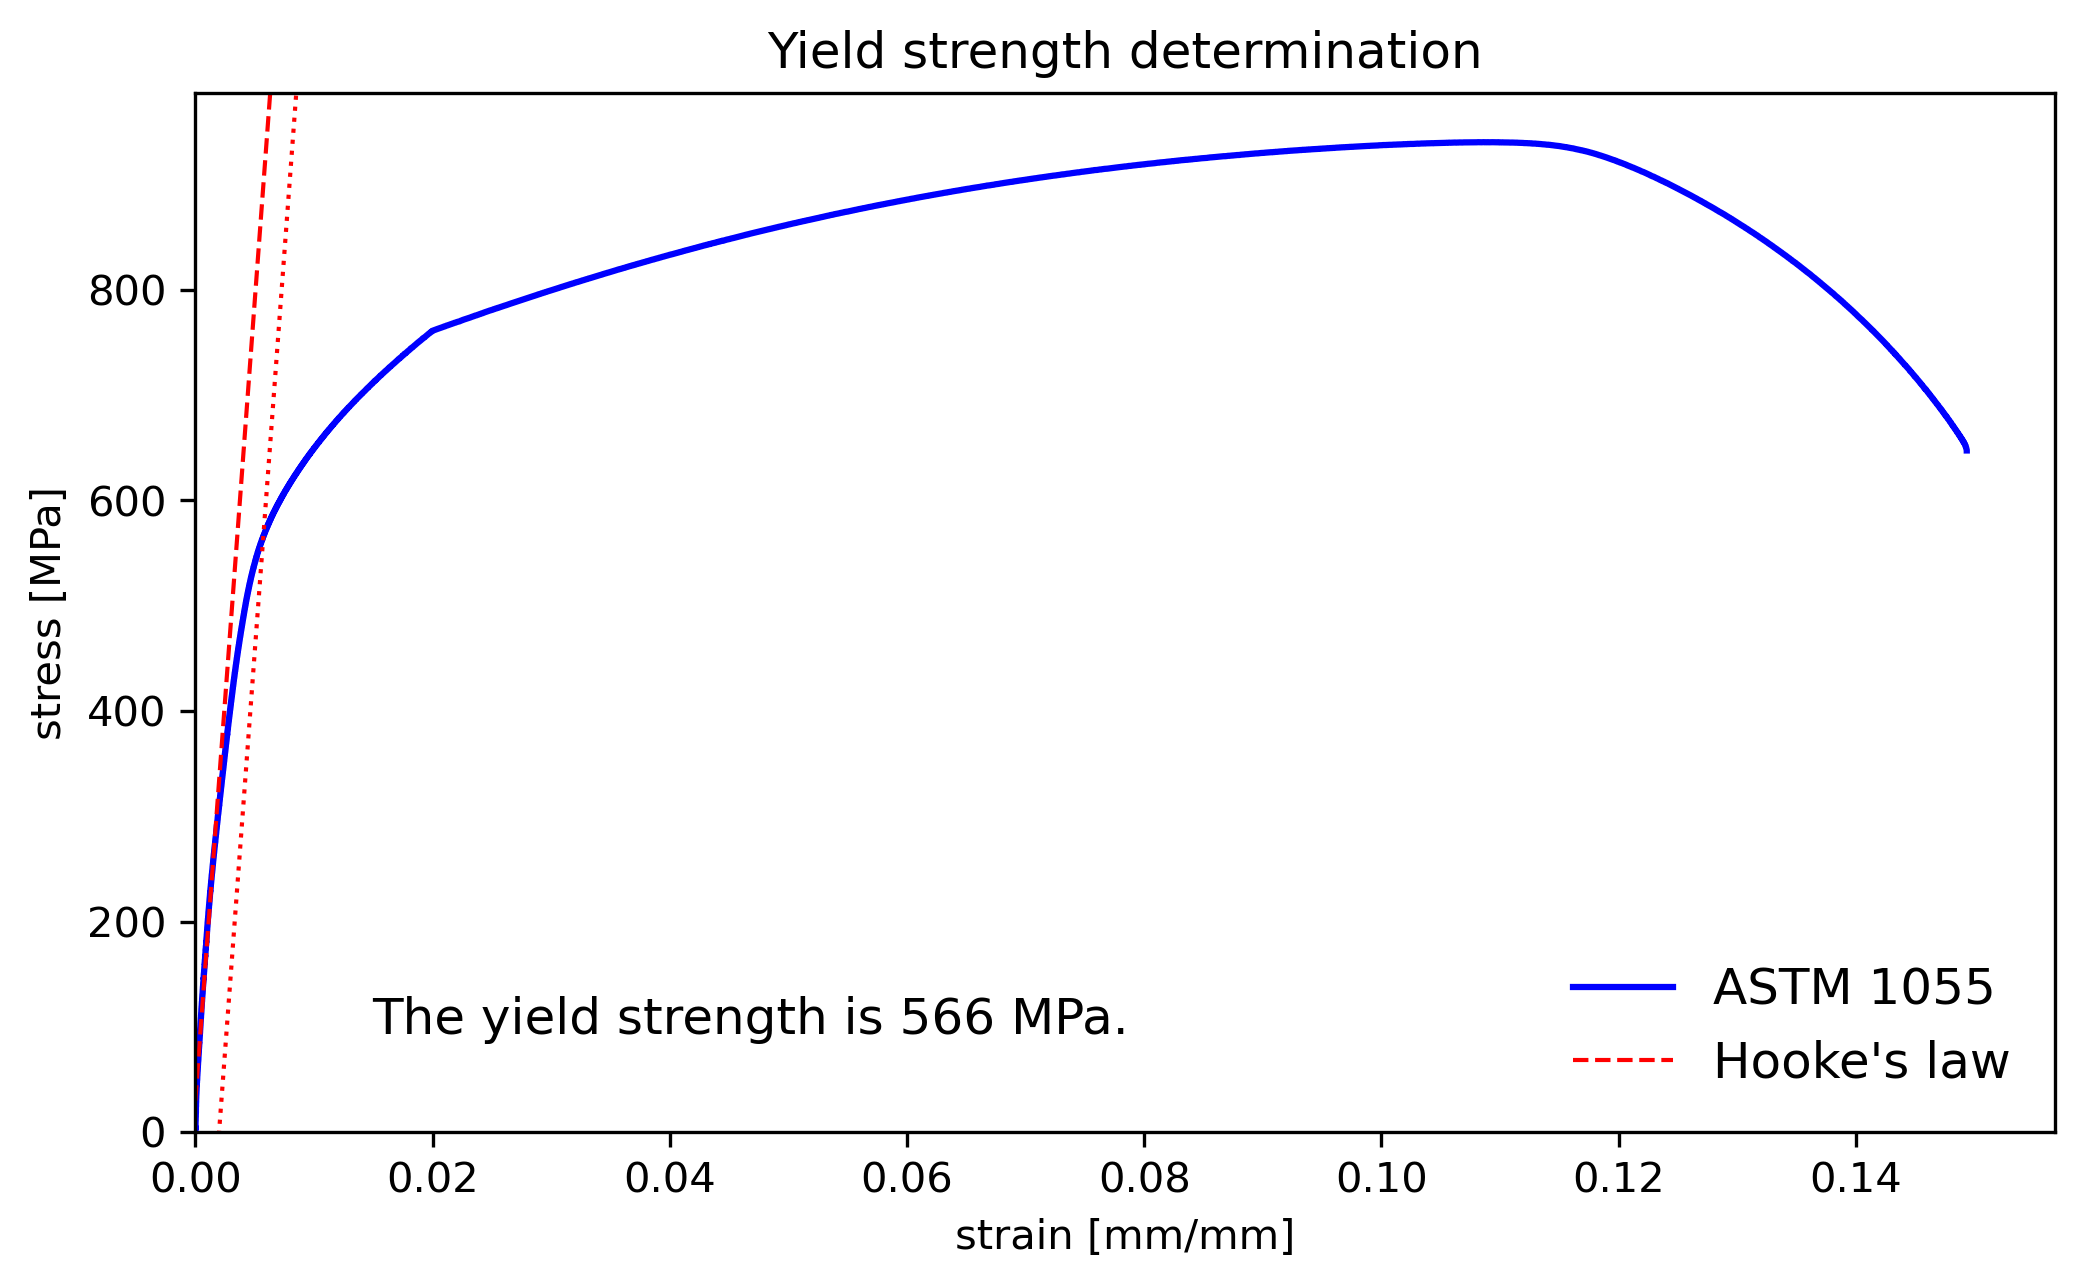 Yield strength determination
stress [MPa]
800
600
400
200
0
The yield strength is 566 MPa.
ASTM 1055
Hooke's law
0.00 0.02 0.04 0.06 0.08 0.10 0.12 0.14
strain [mm/mm]